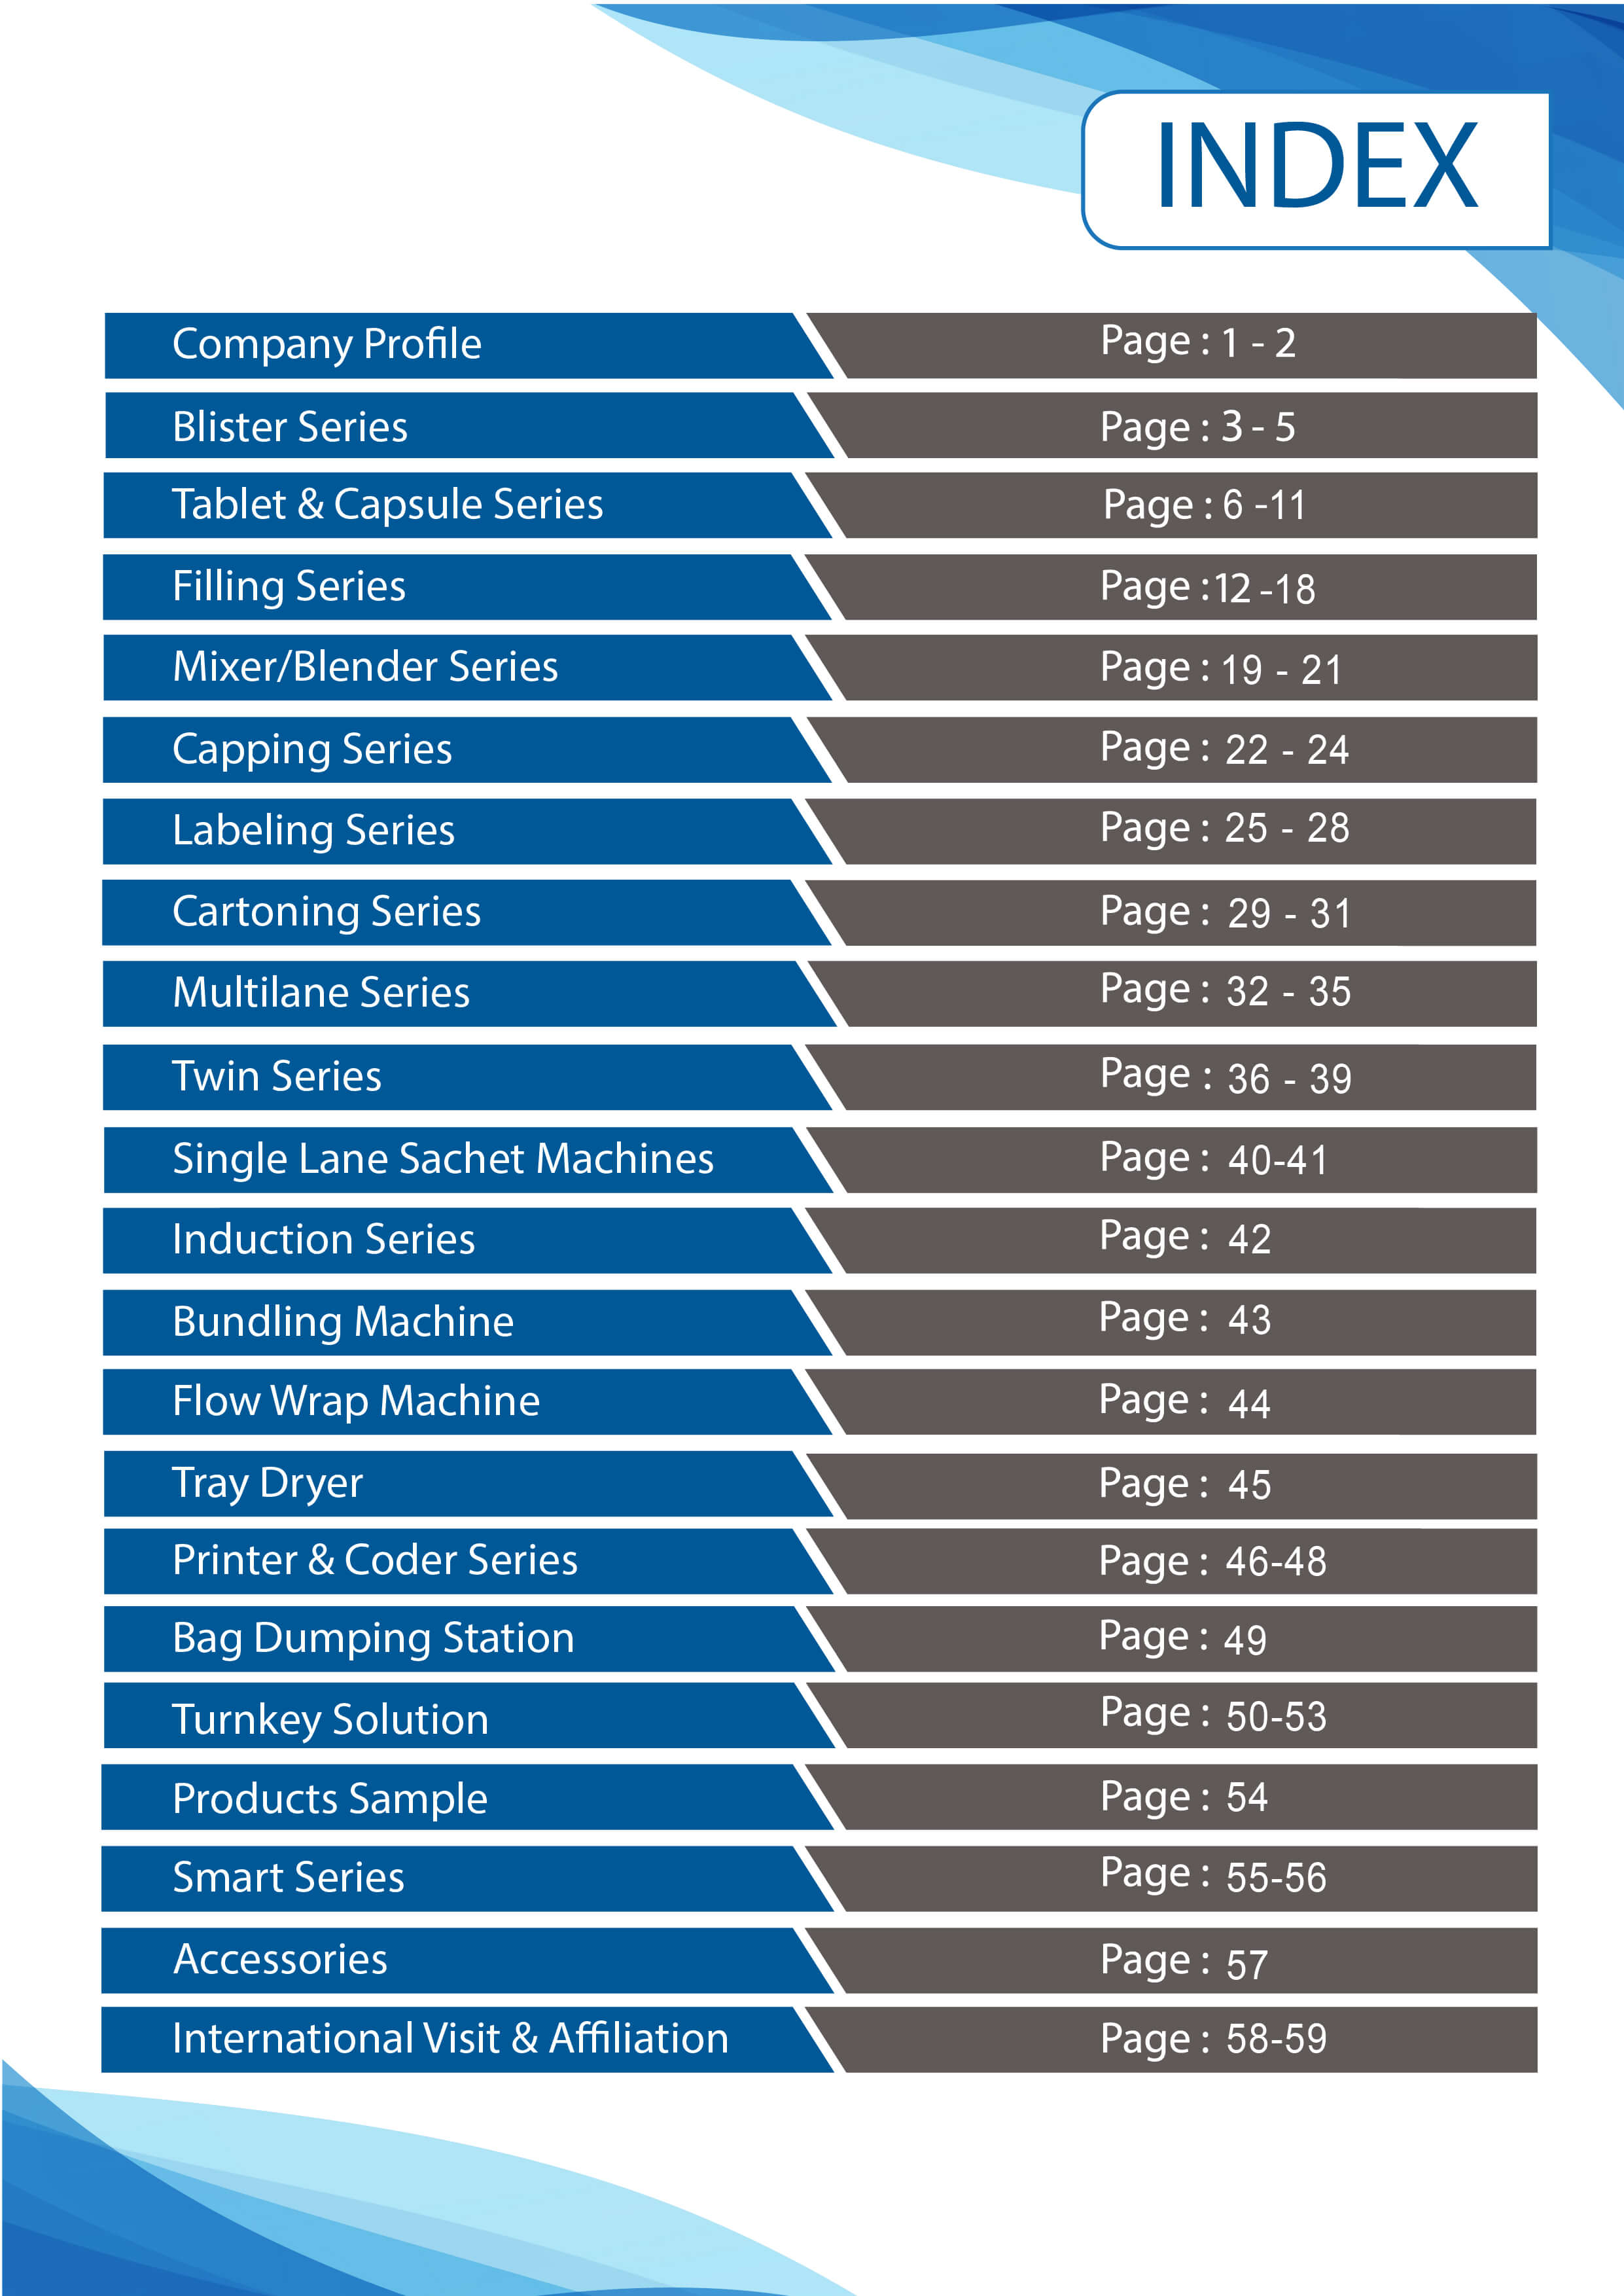 INDEX
Company Profile Page : 1 - 2
Blister Series Page : 3 - 5
Tablet & Capsule Series Page : 6 -11
Filling Series Page :12 -18
Mixer/Blender Series Page : 19 - 21
Capping Series Page : 22 - 24
Labeling Series Page : 25 - 28
Cartoning Series Page : 29 - 31
Multilane Series Page : 32 - 35
Twin Series Page : 36 - 39
Single Lane Sachet Machines Page : 40-41
Induction Series Page : 42
Bundling Machine Page : 43
Flow Wrap Machine Page : 44
Tray Dryer Page : 45
Printer & Coder Series Page : 46-48
Bag Dumping Station Page : 49
Turnkey Solution Page : 50-53
Products Sample Page : 54
Smart Series Page : 55-56
Accessories Page : 57
International Visit & Affiliation Page : 58-59